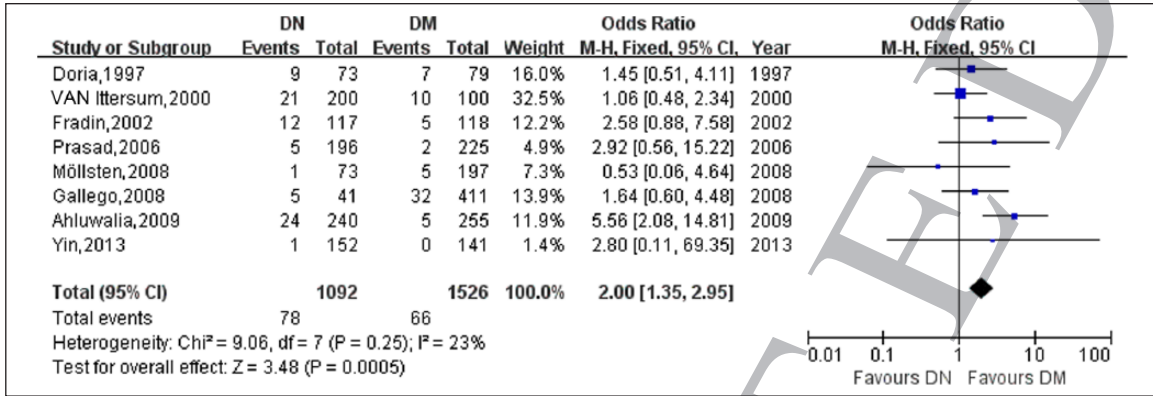 DN DM Odds Ratio Odds Ratio
Study or Subgroup Events Total Events Total Weight M-H, Fixed, 95% CI, Year M-H, Fixed, 95% CI
Doria,1997 9 73 7 79 16.0% 1.45 [0.51, 4.11] 1997
VAN Ittersum,2000 21 200 10 100 32.5% 1.06 [0.48, 2.34] 2000
Fradin,2002 12 117 5 118 12.2% 2.58 [0.88, 7.58] 2002
Prasad,2006 5 196 2 225 4.9% 2.92 [0.56, 15.22] 2006
Möllsten,2008 1 73 5 197 7.3% 0.53 [0.06, 4.64] 2008
Gallego,2008 5 41 32 411 13.9% 1.64 [0.60, 4.48] 2008
Ahluwalia,2009 24 240 5 255 11.9% 5.56 [2.08, 14.81] 2009
Yin,2013 1 152 0 141 1.4% 2.80 [0.11, 69.35] 2013
Total (95% CI) 1092 1526 100.0% 2.00 [1.35, 2.95]
Total events 78 66
Heterogeneity: Chi² = 9.06, df = 7 (P = 0.25); I² = 23%
Test for overall effect: Z = 3.48 (P = 0.0005)
0.01 0.1 1 10 100
Favours DN Favours DM
TED